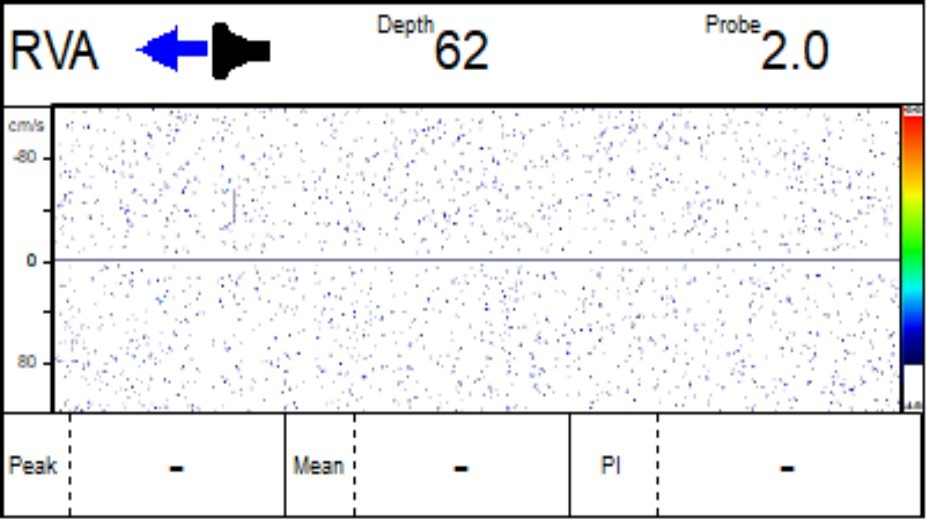 RVA
Depth 62
Probe 2.0
cm/s
-80
0
80
Peak -
Mean -
PI -